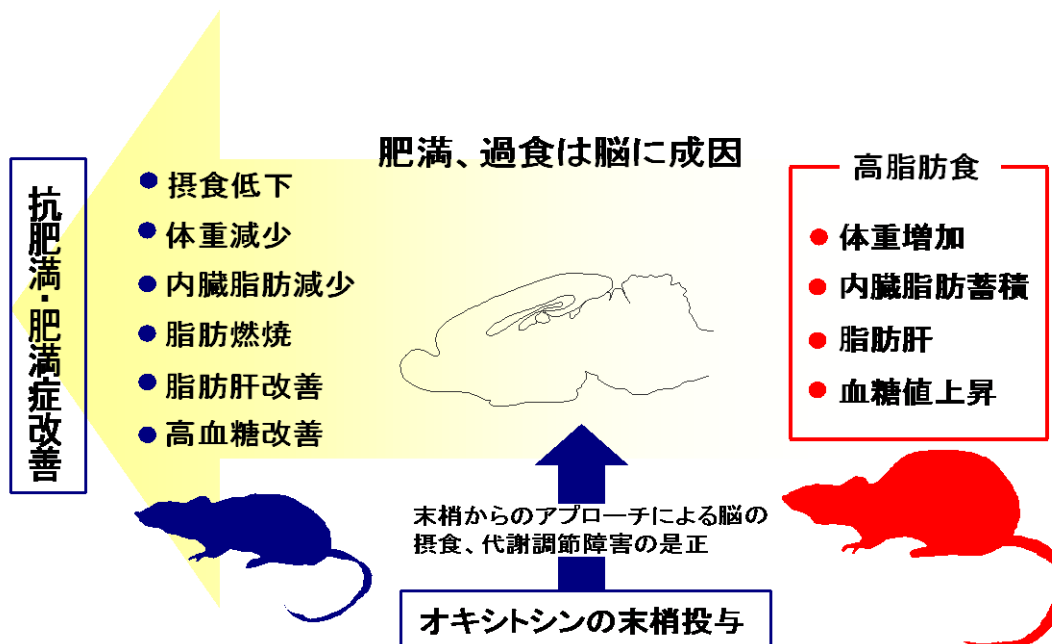 肥満、過食は脳に成因
抗肥満・肥満症改善
● 摂食低下
● 体重減少
● 内臓脂肪減少
● 脂肪燃焼
● 脂肪肝改善
● 高血糖改善
高脂肪食
● 体重増加
● 内臓脂肪蓄積
● 脂肪肝
● 血糖値上昇
末梢からのアプローチによる脳の
摂食、代謝調節障害の是正
オキシトシンの末梢投与